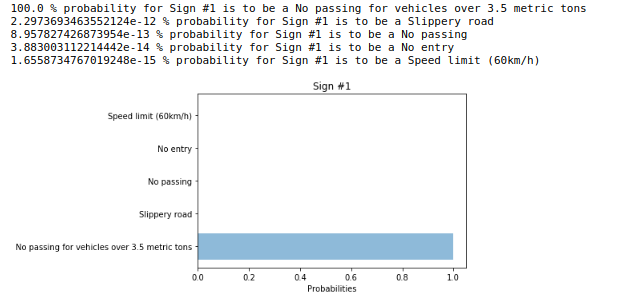 100.0 % probability for Sign #1 is to be a No passing for vehicles over 3.5 metric tons
2.2973693463552124e-12 % probability for Sign #1 is to be a Slippery road
8.957827426873954e-13 % probability for Sign #1 is to be a No passing
3.883003112214442e-14 % probability for Sign #1 is to be a No entry
1.6558734767019248e-15 % probability for Sign #1 is to be a Speed limit (60km/h)
Sign #1
Speed limit (60km/h)
No entry
No passing
Slippery road
No passing for vehicles over 3.5 metric tons
0.0 0.2 0.4 0.6 0.8 1.0
Probabilities